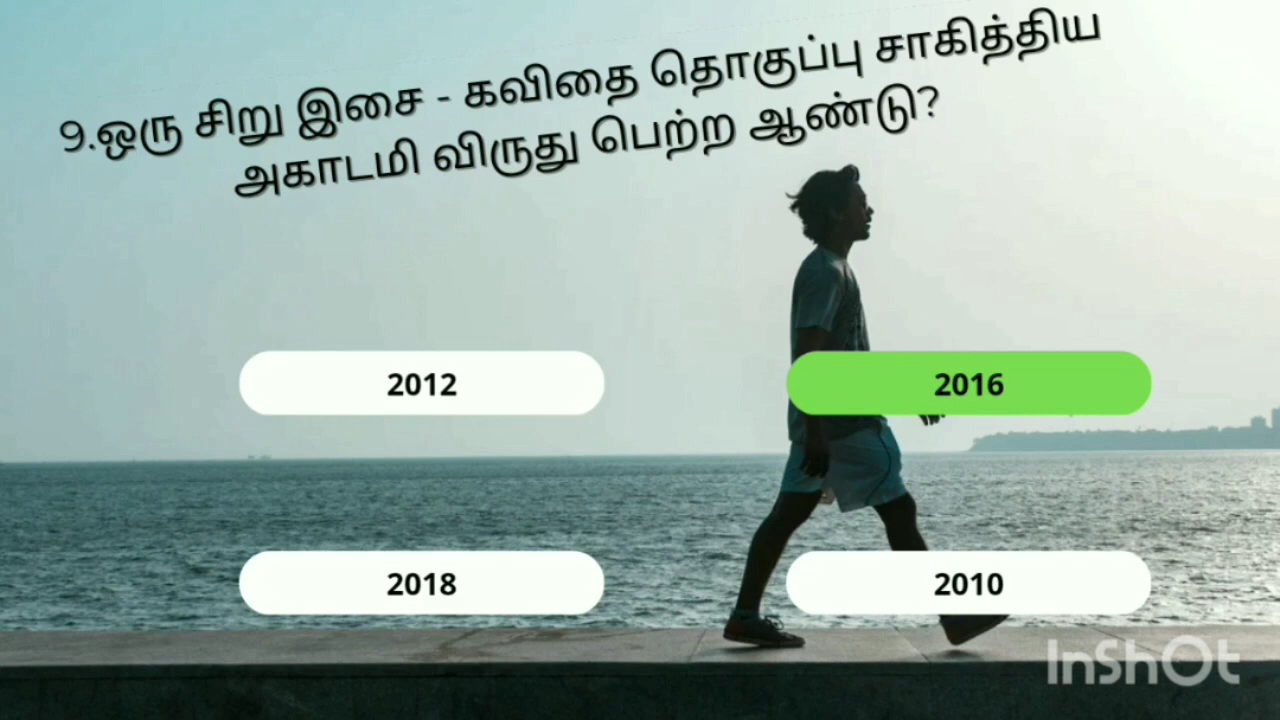 9.ஒரு சிறு இசை - கவிதை தொகுப்பு சாகித்திய
அகாடமி விருது பெற்ற ஆண்டு?
2012
2016
2018
2010
InShOt